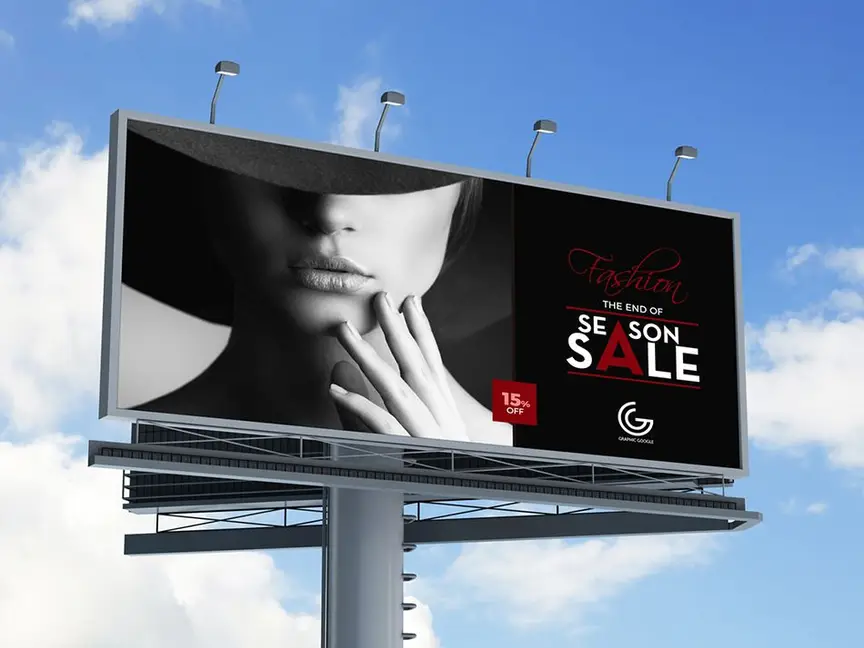 Fashion
THE END OF
SEASON
SALE
15%
OFF
GRAPHIC GOOGLE